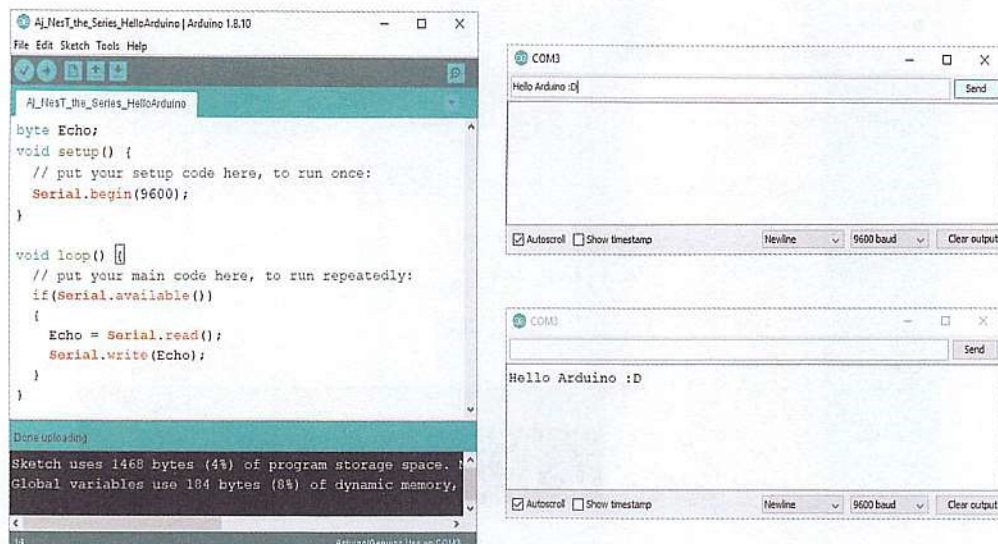 Aj_NesT_the_Series_HelloArduino | Arduino 1.8.10
File Edit Sketch Tools Help
Aj_NesT_the_Series_HelloArduino
byte Echo;
void setup() {
// put your setup code here, to run once:
Serial.begin(9600);
}
void loop() {
// put your main code here, to run repeatedly:
if(Serial.available())
{
Echo = Serial.read();
Serial.write(Echo);
}
}
Done uploading
Sketch uses 1468 bytes (4%) of program storage space.
Global variables use 184 bytes (8%) of dynamic memory,
COM3
Hello Arduino :D
Send
Autoscroll Show timestamp Newline 9600 baud Clear output
COM3
Send
Hello Arduino :D
Autoscroll Show timestamp Newline 9600 baud Clear output